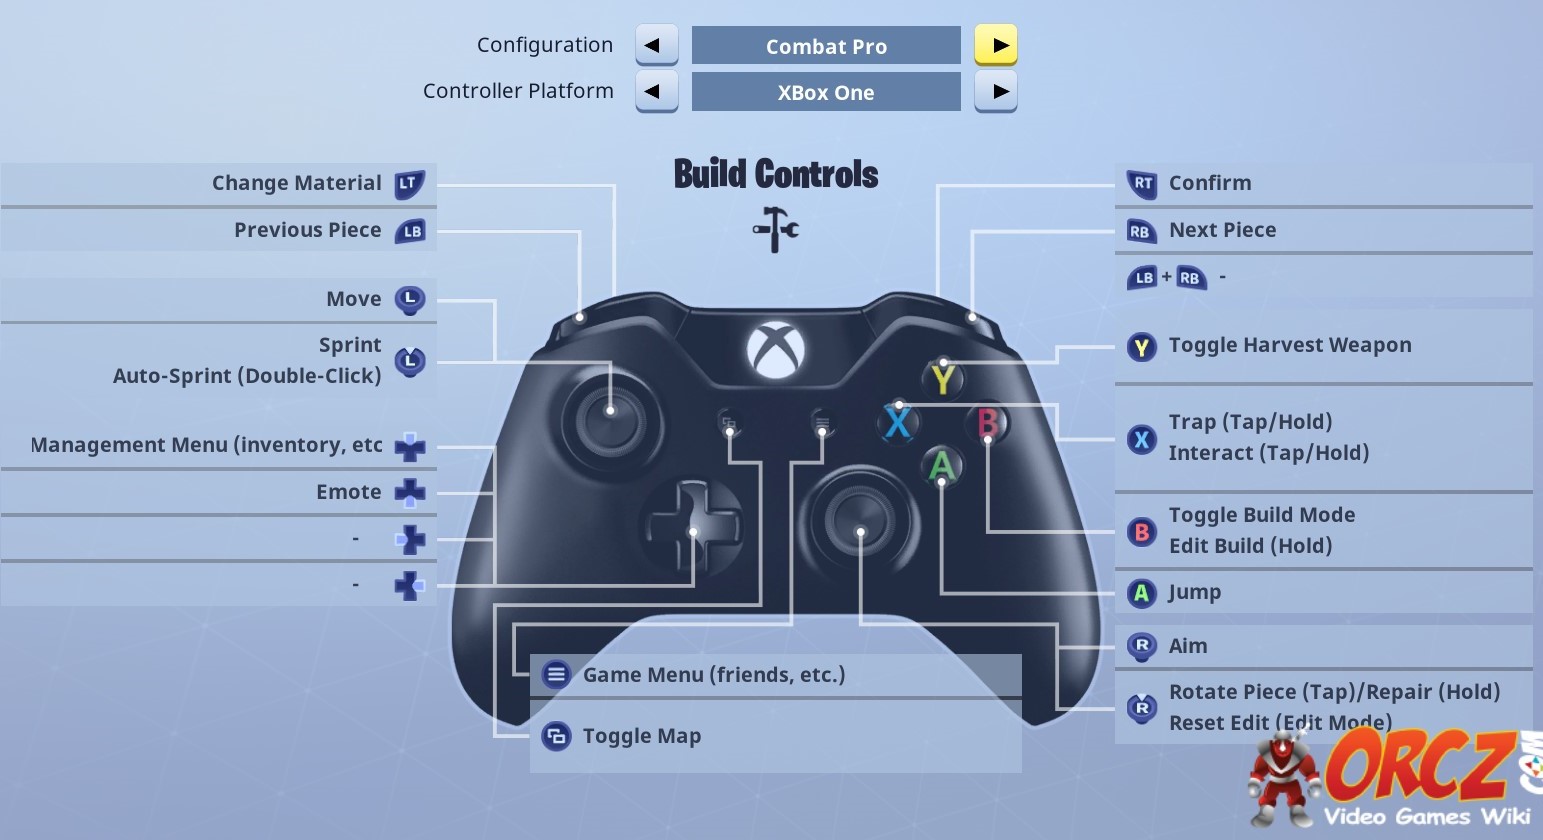 Configuration
Combat Pro
Controller Platform
XBox One
Build Controls
Change Material LT
Previous Piece LB
Move L
Sprint
Auto-Sprint (Double-Click) L
Management Menu (inventory, etc
Emote
-
-
RT Confirm
RB Next Piece
LB + RB -
Y Toggle Harvest Weapon
X Trap (Tap/Hold)
Interact (Tap/Hold)
B Toggle Build Mode
Edit Build (Hold)
A Jump
R Aim
R Rotate Piece (Tap)/Repair (Hold)
Reset Edit (Edit Mode)
Y
X
B
A
Game Menu (friends, etc.)
Toggle Map
ORCZ COM
Video Games Wiki